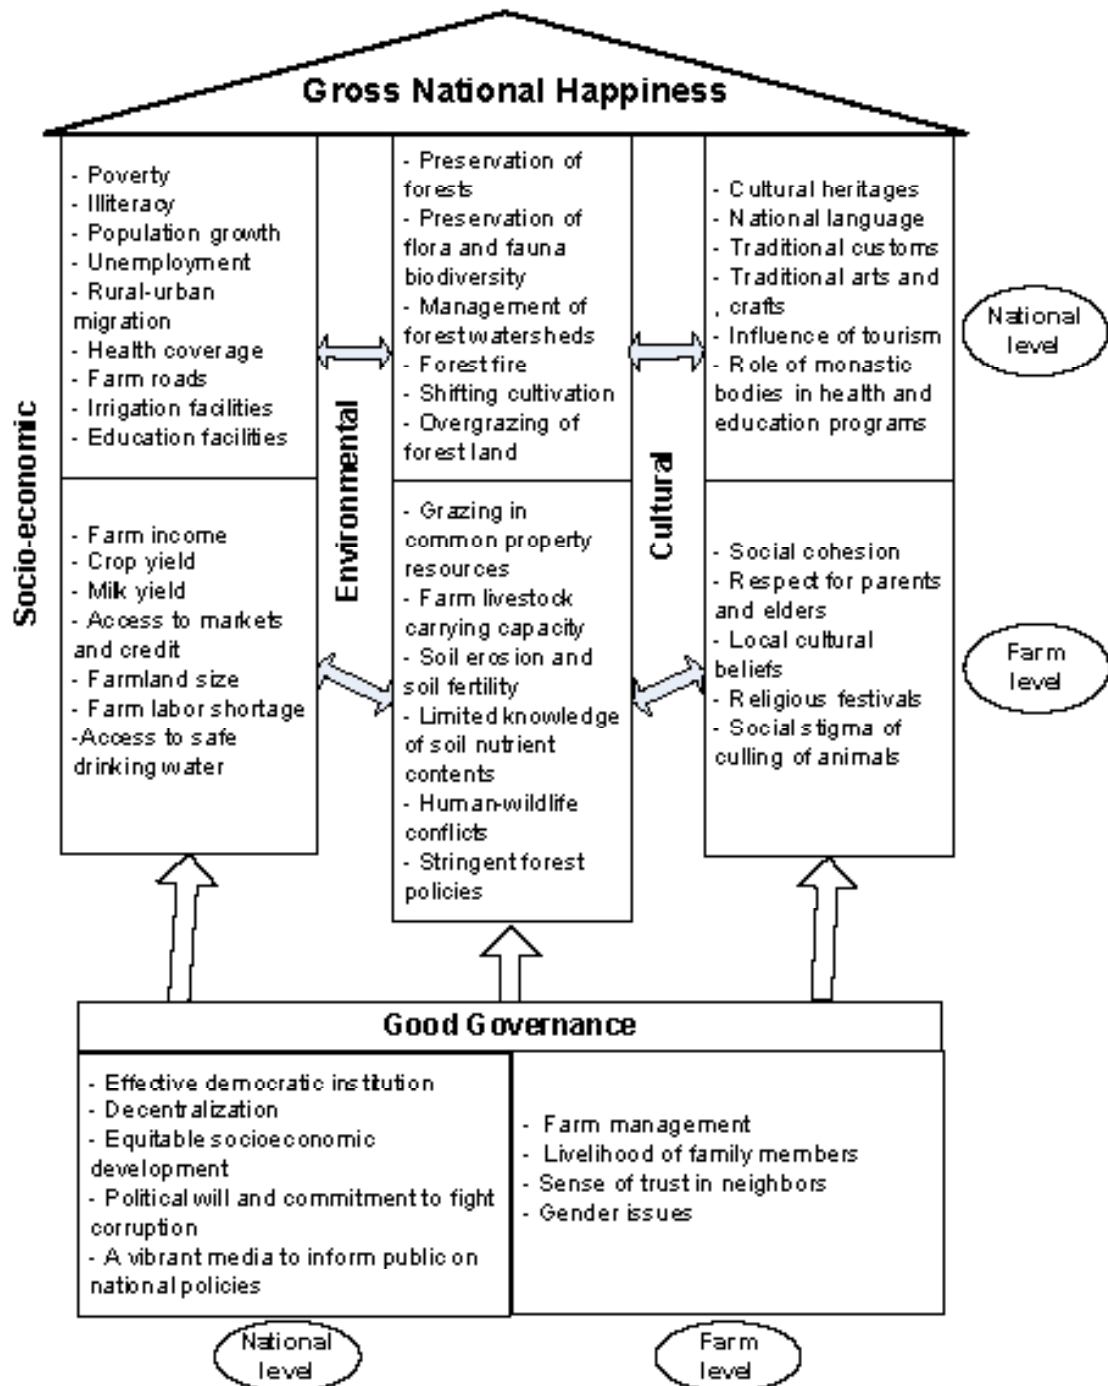 Gross National Happiness
Socio-economic
- Poverty
- Illiteracy
- Population growth
- Unemployment
- Rural-urban
migration
- Health coverage
- Farm roads
- Irrigation facilities
- Education facilities
- Farm income
- Crop yield
- Milk yield
- Access to markets
and credit
- Farmland size
- Farm labor shortage
-Access to safe
drinking water
Environmental
- Preservation of
forests
- Preservation of
flora and fauna
biodiversity
- Management of
forest watersheds
- Forest fire
- Shifting cultivation
- Overgrazing of
forest land
- Grazing in
common property
resources
- Farm livestock
carrying capacity
- Soil erosion and
soil fertility
- Limited knowledge
of soil nutrient
contents
- Human-wildlife
conflicts
- Stringent forest
policies
Cultural
- Cultural heritages
- National language
- Traditional customs
- Traditional arts and
, crafts
- Influence of tourism
- Role of monastic
bodies in health and
education programs
- Social cohesion
- Respect for parents
and elders
- Local cultural
beliefs
- Religious festivals
- Social stigma of
culling of animals
National
level
Farm
level
Good Governance
- Effective democratic institution
- Decentralization
- Equitable socioeconomic
development
- Political will and commitment to fight
corruption
- A vibrant media to inform public on
national policies
- Farm management
- Livelihood of family members
- Sense of trust in neighbors
- Gender issues
National
level
Farm
level